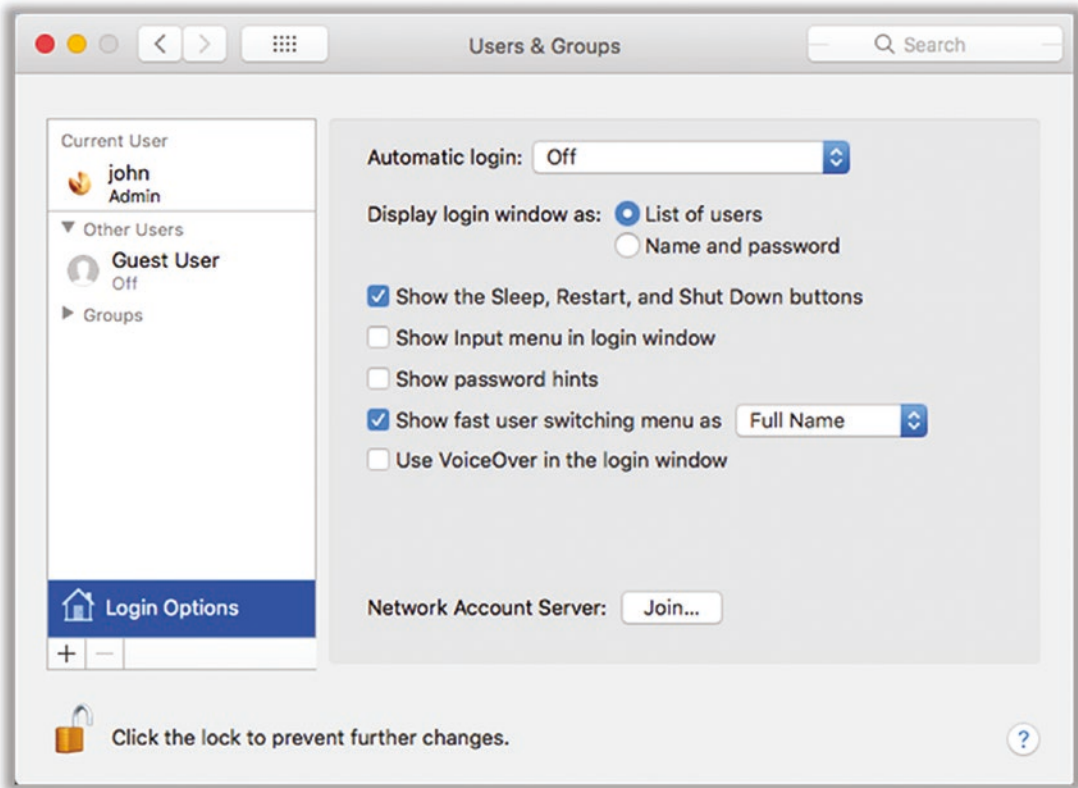 Users & Groups
Search
Current User
john
Admin
Other Users
Guest User
Off
Groups
Login Options
Automatic login: Off
Display login window as: List of users
Name and password
Show the Sleep, Restart, and Shut Down buttons
Show Input menu in login window
Show password hints
Show fast user switching menu as Full Name
Use VoiceOver in the login window
Network Account Server: Join...
Click the lock to prevent further changes.
?